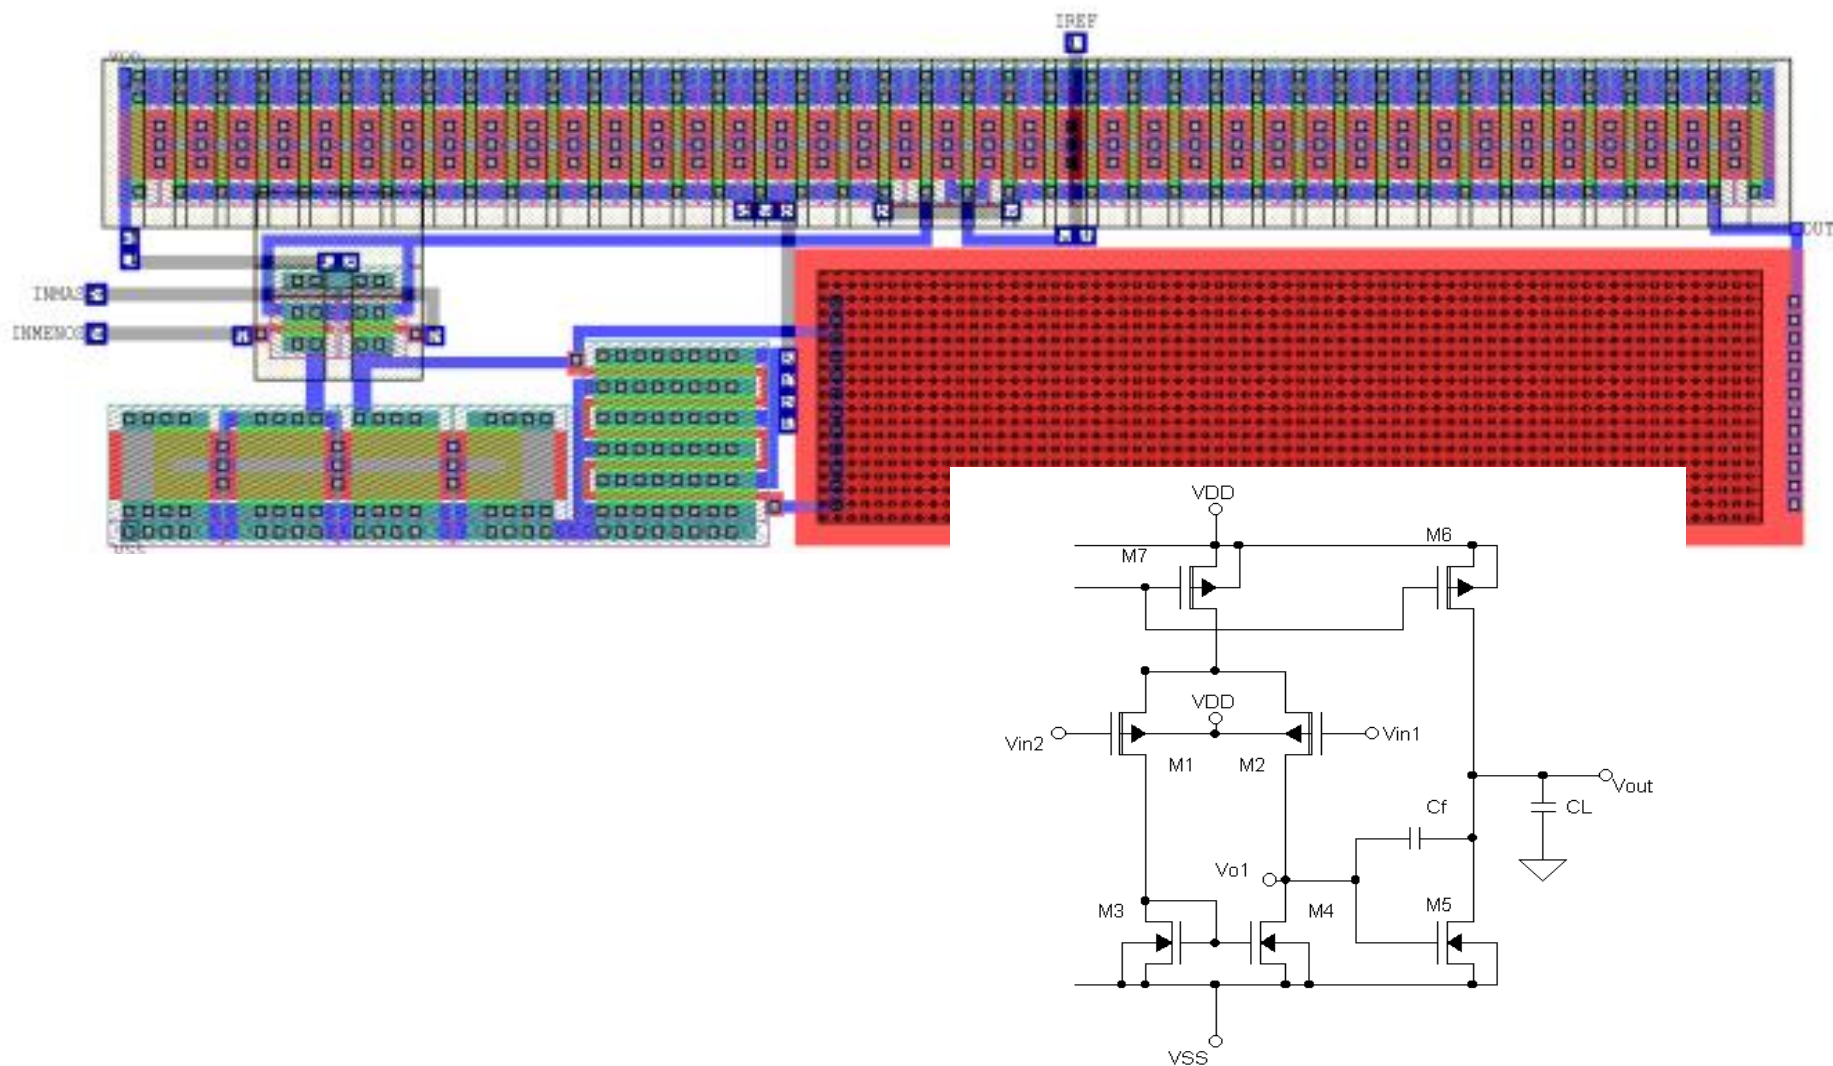 IREF
VDD
OUT
INMAS
INMENOS
VSS
VDD
M6
M7
VDD
Vin2
Vin1
M1
M2
Vout
Cf
CL
Vo1
M3
M4
M5
VSS